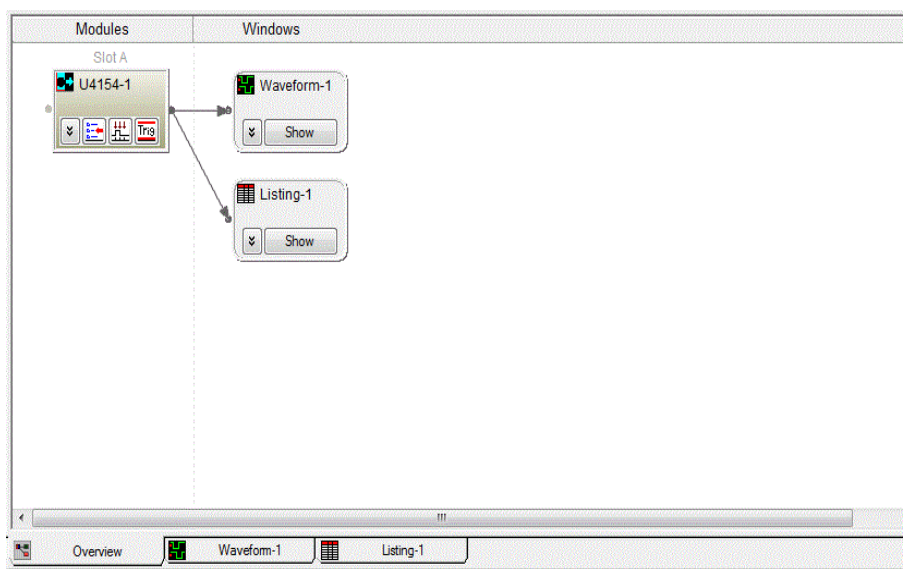 Modules Windows
Slot A
U4154-1
Trig
Waveform-1
Show
Listing-1
Show
Overview Waveform-1 Listing-1